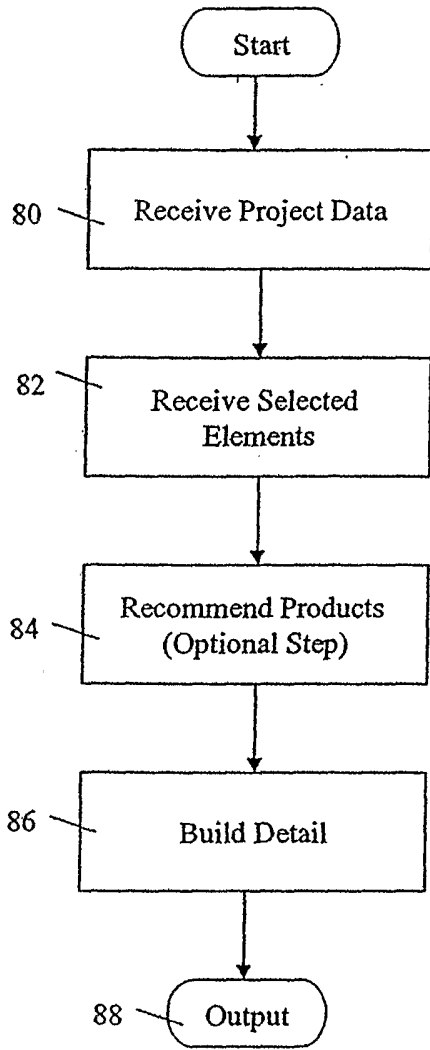 Start
80
Receive Project Data
82
Receive Selected
Elements
84
Recommend Products
(Optional Step)
86
Build Detail
88
Output